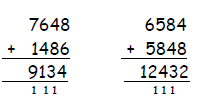 7648 6584
+ 1486 + 5848
9134 12432
1 1 1 1 1 1